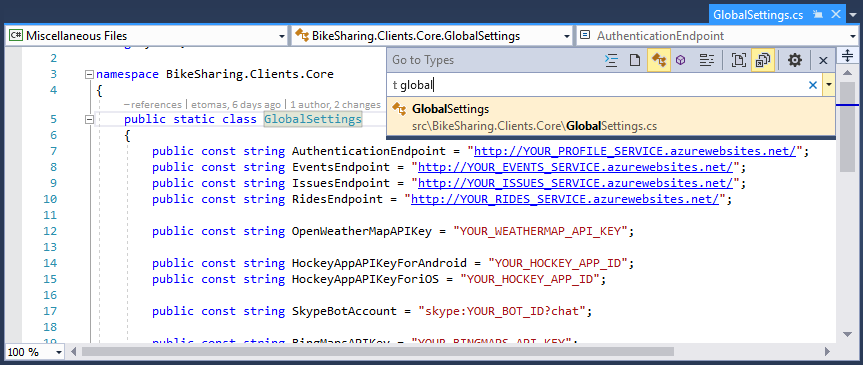 GlobalSettings.cs
C# Miscellaneous Files
BikeSharing.Clients.Core.GlobalSettings
AuthenticationEndpoint
Go to Types
t global
GlobalSettings
src\BikeSharing.Clients.Core\GlobalSettings.cs
2
3 namespace BikeSharing.Clients.Core
4 {
–references | etomas, 6 days ago | 1 author, 2 changes
5 public static class GlobalSettings
6 {
7 public const string AuthenticationEndpoint = "http://YOUR_PROFILE_SERVICE.azurewebsites.net/";
8 public const string EventsEndpoint = "http://YOUR_EVENTS_SERVICE.azurewebsites.net/";
9 public const string IssuesEndpoint = "http://YOUR_ISSUES_SERVICE.azurewebsites.net/";
10 public const string RidesEndpoint = "http://YOUR_RIDES_SERVICE.azurewebsites.net/";
11
12 public const string OpenWeatherMapAPIKey = "YOUR_WEATHERMAP_API_KEY";
13
14 public const string HockeyAppAPIKeyForAndroid = "YOUR_HOCKEY_APP_ID";
15 public const string HockeyAppAPIKeyForiOS = "YOUR_HOCKEY_APP_ID";
16
17 public const string SkypeBotAccount = "skype:YOUR_BOT_ID?chat";
18
19 public const string BingMapsAPIKey = "YOUR_BINGMAPS_API_KEY";
100 %